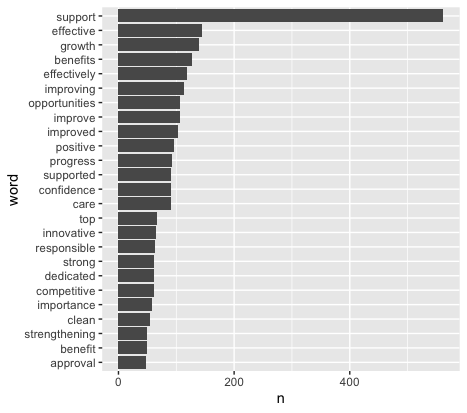 support
effective
growth
benefits
effectively
improving
opportunities
improve
improved
positive
progress
supported
confidence
care
top
innovative
responsible
strong
dedicated
competitive
importance
clean
strengthening
benefit
approval
word
0 200 400
n